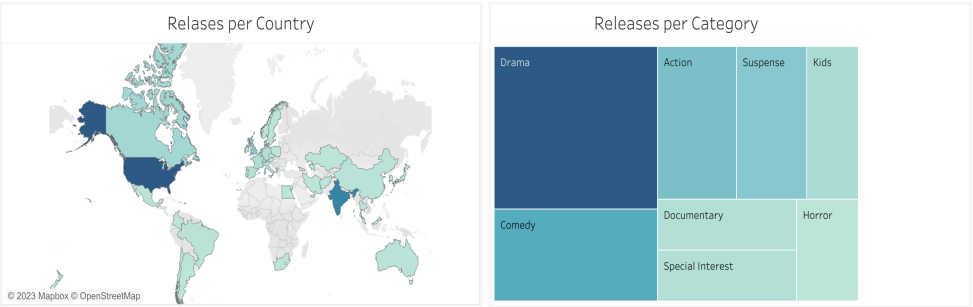 Relases per Country
© 2023 Mapbox © OpenStreetMap
Releases per Category
Drama
Action
Suspense
Kids
Comedy
Documentary
Horror
Special Interest